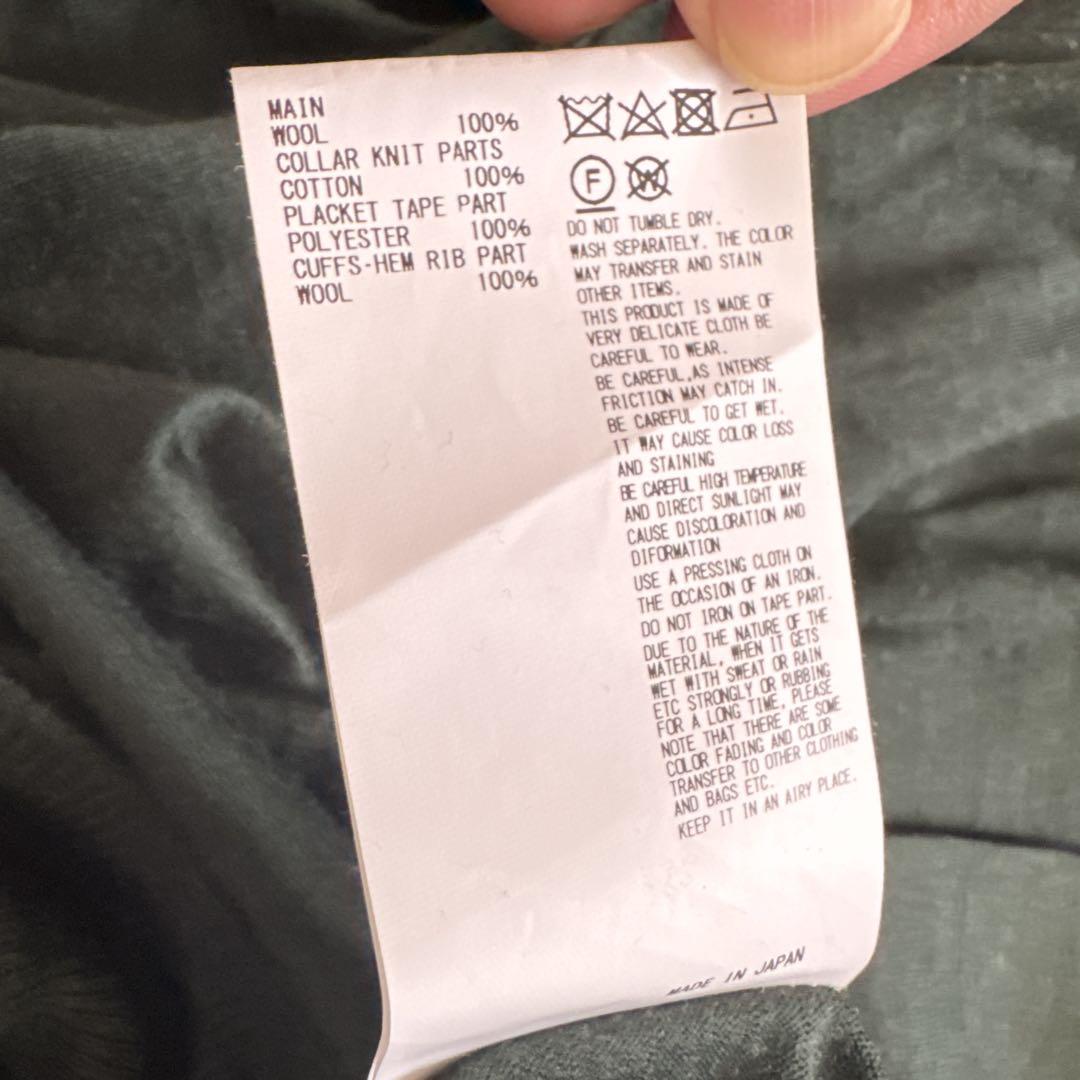 MAIN
WOOL 100%
COLLAR KNIT PARTS
COTTON 100%
PLACKET TAPE PART
POLYESTER 100%
CUFFS-HEM RIB PART
WOOL 100%
F W
DO NOT TUMBLE DRY.
WASH SEPARATELY. THE COLOR
MAY TRANSFER AND STAIN
OTHER ITEMS.
THIS PRODUCT IS MADE OF
VERY DELICATE CLOTH BE
CAREFUL TO WEAR.
BE CAREFUL,AS INTENSE
FRICTION MAY CATCH IN.
BE CAREFUL TO GET WET.
IT MAY CAUSE COLOR LOSS
AND STAINING
BE CAREFUL HIGH TEMPERATURE
AND DIRECT SUNLIGHT MAY
CAUSE DISCOLORATION AND
DIFORMATION
USE A PRESSING CLOTH ON
THE OCCASION OF AN IRON.
DO NOT IRON ON TAPE PART.
DUE TO THE NATURE OF THE
MATERIAL, WHEN IT GETS
WET WITH SWEAT OR RAIN
ETC STRONGLY OR RUBBING
FOR A LONG TIME, PLEASE
NOTE THAT THERE ARE SOME
COLOR FADING AND COLOR
TRANSFER TO OTHER CLOTHING
AND BAGS ETC.
KEEP IT IN AN AIRY PLACE.
MADE IN JAPAN